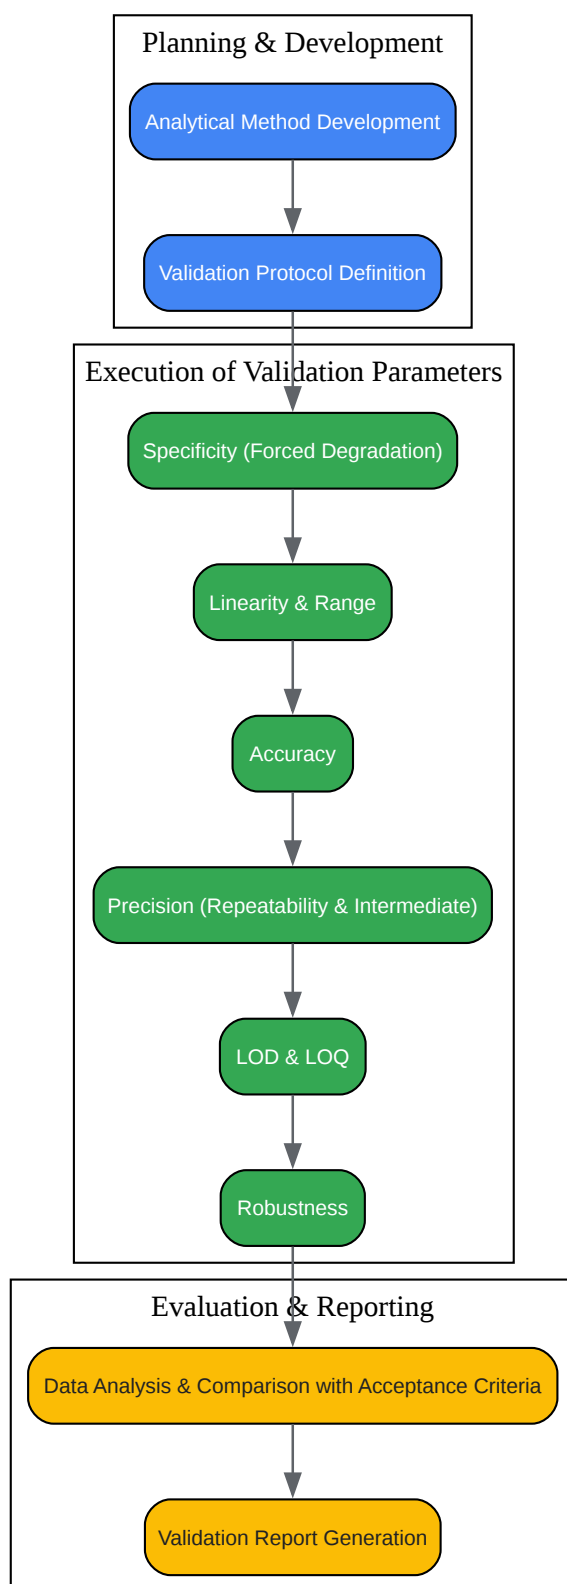 Planning & Development
Analytical Method Development
Validation Protocol Definition
Execution of Validation Parameters
Specificity (Forced Degradation)
Linearity & Range
Accuracy
Precision (Repeatability & Intermediate)
LOD & LOQ
Robustness
Evaluation & Reporting
Data Analysis & Comparison with Acceptance Criteria
Validation Report Generation